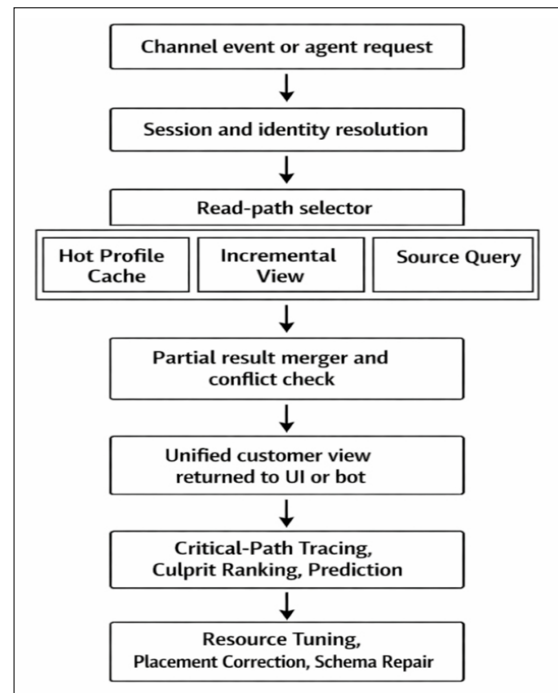 Channel event or agent request
Session and identity resolution
Read-path selector
Hot Profile
Cache
Incremental
View
Source Query
Partial result merger and
conflict check
Unified customer view
returned to UI or bot
Critical-Path Tracing,
Culprit Ranking, Prediction
Resource Tuning,
Placement Correction, Schema Repair